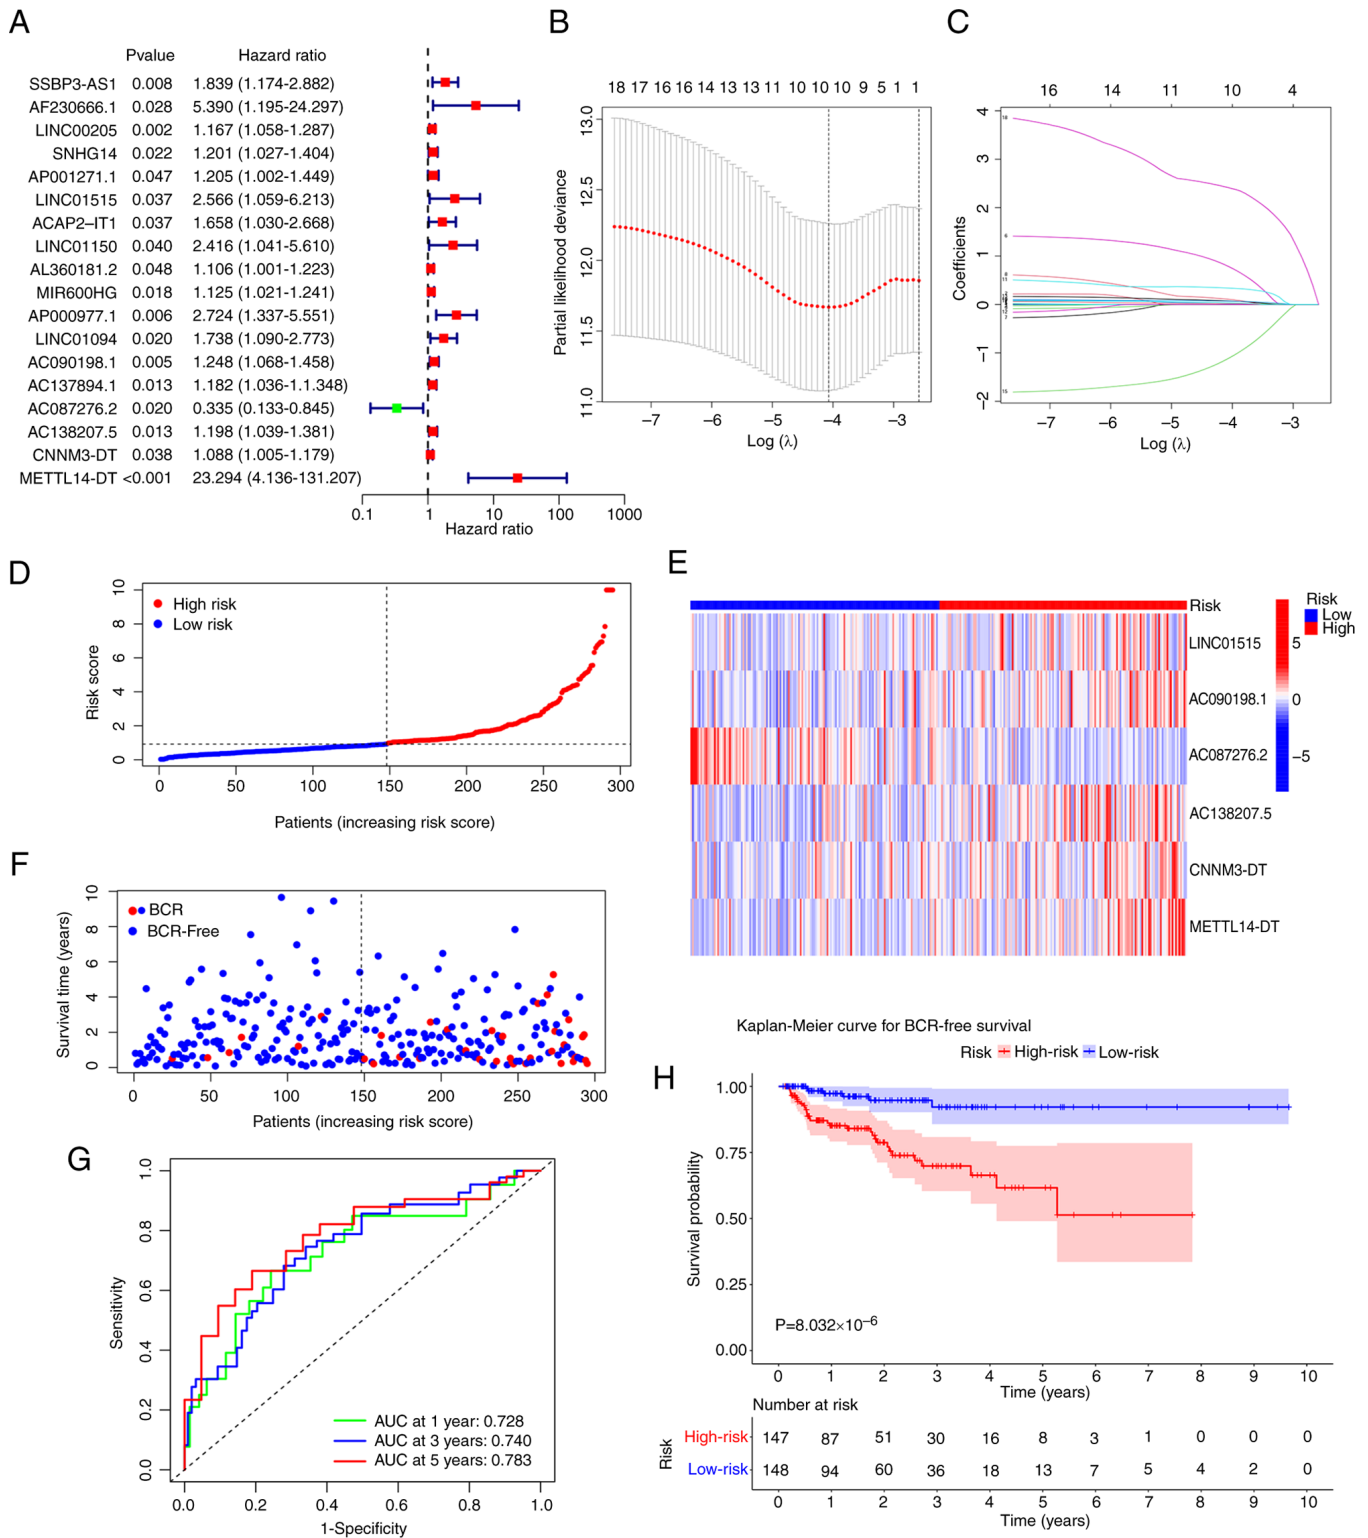 A
Pvalue Hazard ratio
SSBP3-AS1 0.008 1.839 (1.174-2.882)
AF230666.1 0.028 5.390 (1.195-24.297)
LINC00205 0.002 1.167 (1.058-1.287)
SNHG14 0.022 1.201 (1.027-1.404)
AP001271.1 0.047 1.205 (1.002-1.449)
LINC01515 0.037 2.566 (1.059-6.213)
ACAP2–IT1 0.037 1.658 (1.030-2.668)
LINC01150 0.040 2.416 (1.041-5.610)
AL360181.2 0.048 1.106 (1.001-1.223)
MIR600HG 0.018 1.125 (1.021-1.241)
AP000977.1 0.006 2.724 (1.337-5.551)
LINC01094 0.020 1.738 (1.090-2.773)
AC090198.1 0.005 1.248 (1.068-1.458)
AC137894.1 0.013 1.182 (1.036-1.1.348)
AC087276.2 0.020 0.335 (0.133-0.845)
AC138207.5 0.013 1.198 (1.039-1.381)
CNNM3-DT 0.038 1.088 (1.005-1.179)
METTL14-DT <0.001 23.294 (4.136-131.207)
0.1 1 10 100 1000
Hazard ratio
B
18 17 16 16 14 13 13 11 10 10 10 9 5 1 1
Partial likelihood deviance
13.0
12.5
12.0
11.5
11.0
–7 –6 –5 –4 –3
Log (λ)
C
16 14 11 10 4
Coefficients
4
3
2
1
0
–1
–2
–7 –6 –5 –4 –3
Log (λ)
D
High risk
Low risk
Risk score
10
8
6
4
2
0
0 50 100 150 200 250 300
Patients (increasing risk score)
E
Risk
LINC01515
AC090198.1
AC087276.2
AC138207.5
CNNM3-DT
METTL14-DT
5
0
–5
Risk
Low
High
F
BCR
BCR-Free
Survival time (years)
10
8
6
4
2
0
0 50 100 150 200 250 300
Patients (increasing risk score)
G
Sensitivity
1.0
0.8
0.6
0.4
0.2
0.0
AUC at 1 year: 0.728
AUC at 3 years: 0.740
AUC at 5 years: 0.783
0.0 0.2 0.4 0.6 0.8 1.0
1-Specificity
H
Kaplan-Meier curve for BCR-free survival
Risk High-risk Low-risk
Survival probability
1.00
0.75
0.50
0.25
0.00
P=8.032×10–6
0 1 2 3 4 5 6 7 8 9 10
Time (years)
Number at risk
Risk
High-risk 147 87 51 30 16 8 3 1 0 0 0
Low-risk 148 94 60 36 18 13 7 5 4 2 0
0 1 2 3 4 5 6 7 8 9 10
Time (years)